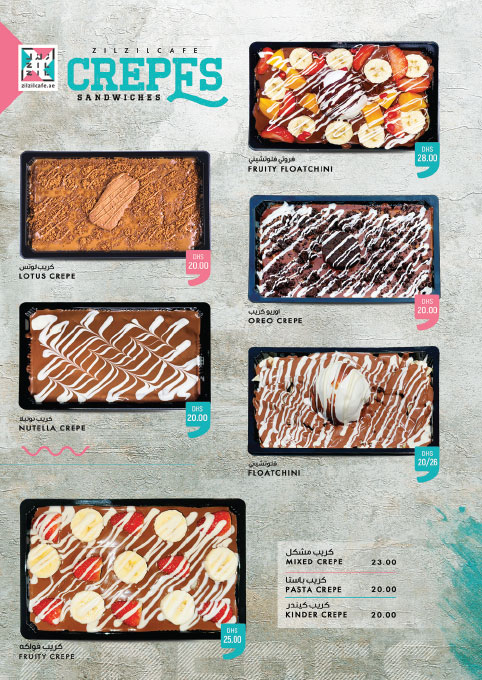 ZILZILCAFE
CREPES
SANDWICHES
zilzilcafe.ae
DHS
28.00
فروتي فلوتشيني
FRUITY FLOATCHINI
DHS
20.00
كريب لوتس
LOTUS CREPE
DHS
20.00
اوريو كريب
OREO CREPE
DHS
20.00
كريب نوتيلا
NUTELLA CREPE
DHS
20/26
فلوتشيني
FLOATCHINI
DHS
25.00
كريب فواكه
FRUITY CREPE
كريب مشكل
MIXED CREPE 23.00
كريب باستا
PASTA CREPE 20.00
كريب كيندر
KINDER CREPE 20.00